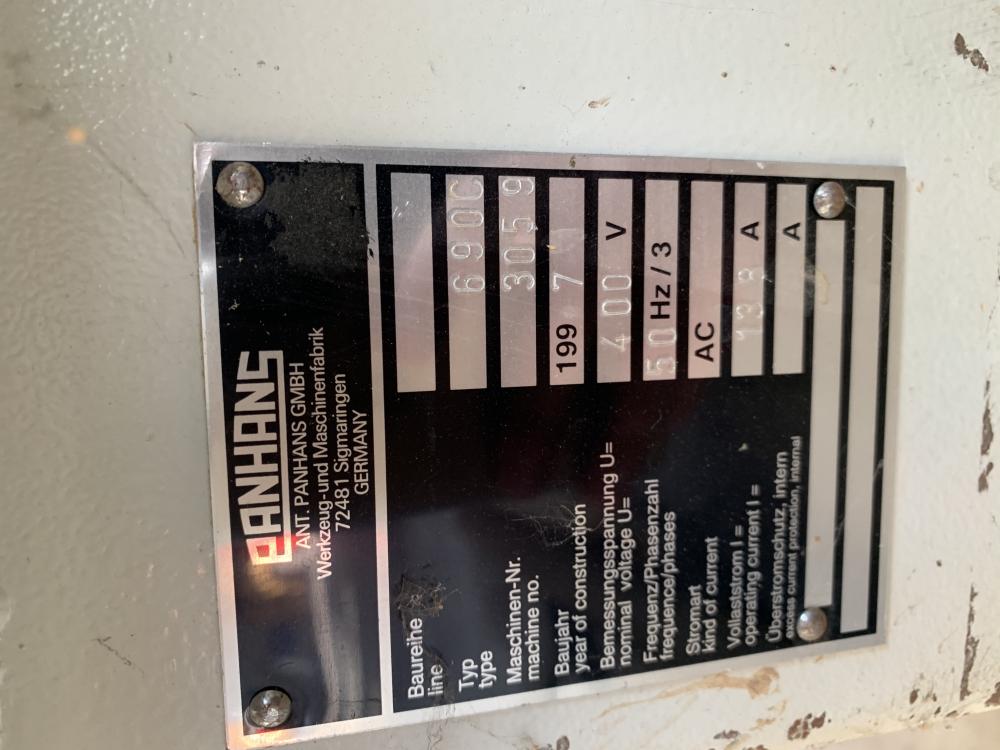 PANHANS
ANT. PANHANS GMBH
Werkzeug-und Maschinenfabrik
72481 Sigmaringen
GERMANY
Baureihe
line
Typ
type 690C
Maschinen-Nr.
machine no. 3059
Baujahr
year of construction 199 7
Bemessungsspannung U=
nominal voltage U= 400 V
Frequenz/Phasenzahl
frequence/phases 50 Hz / 3
Stromart
kind of current AC
Vollaststrom I =
operating current I = 13 A
Überstromschutz, intern
excess current protection, internal A